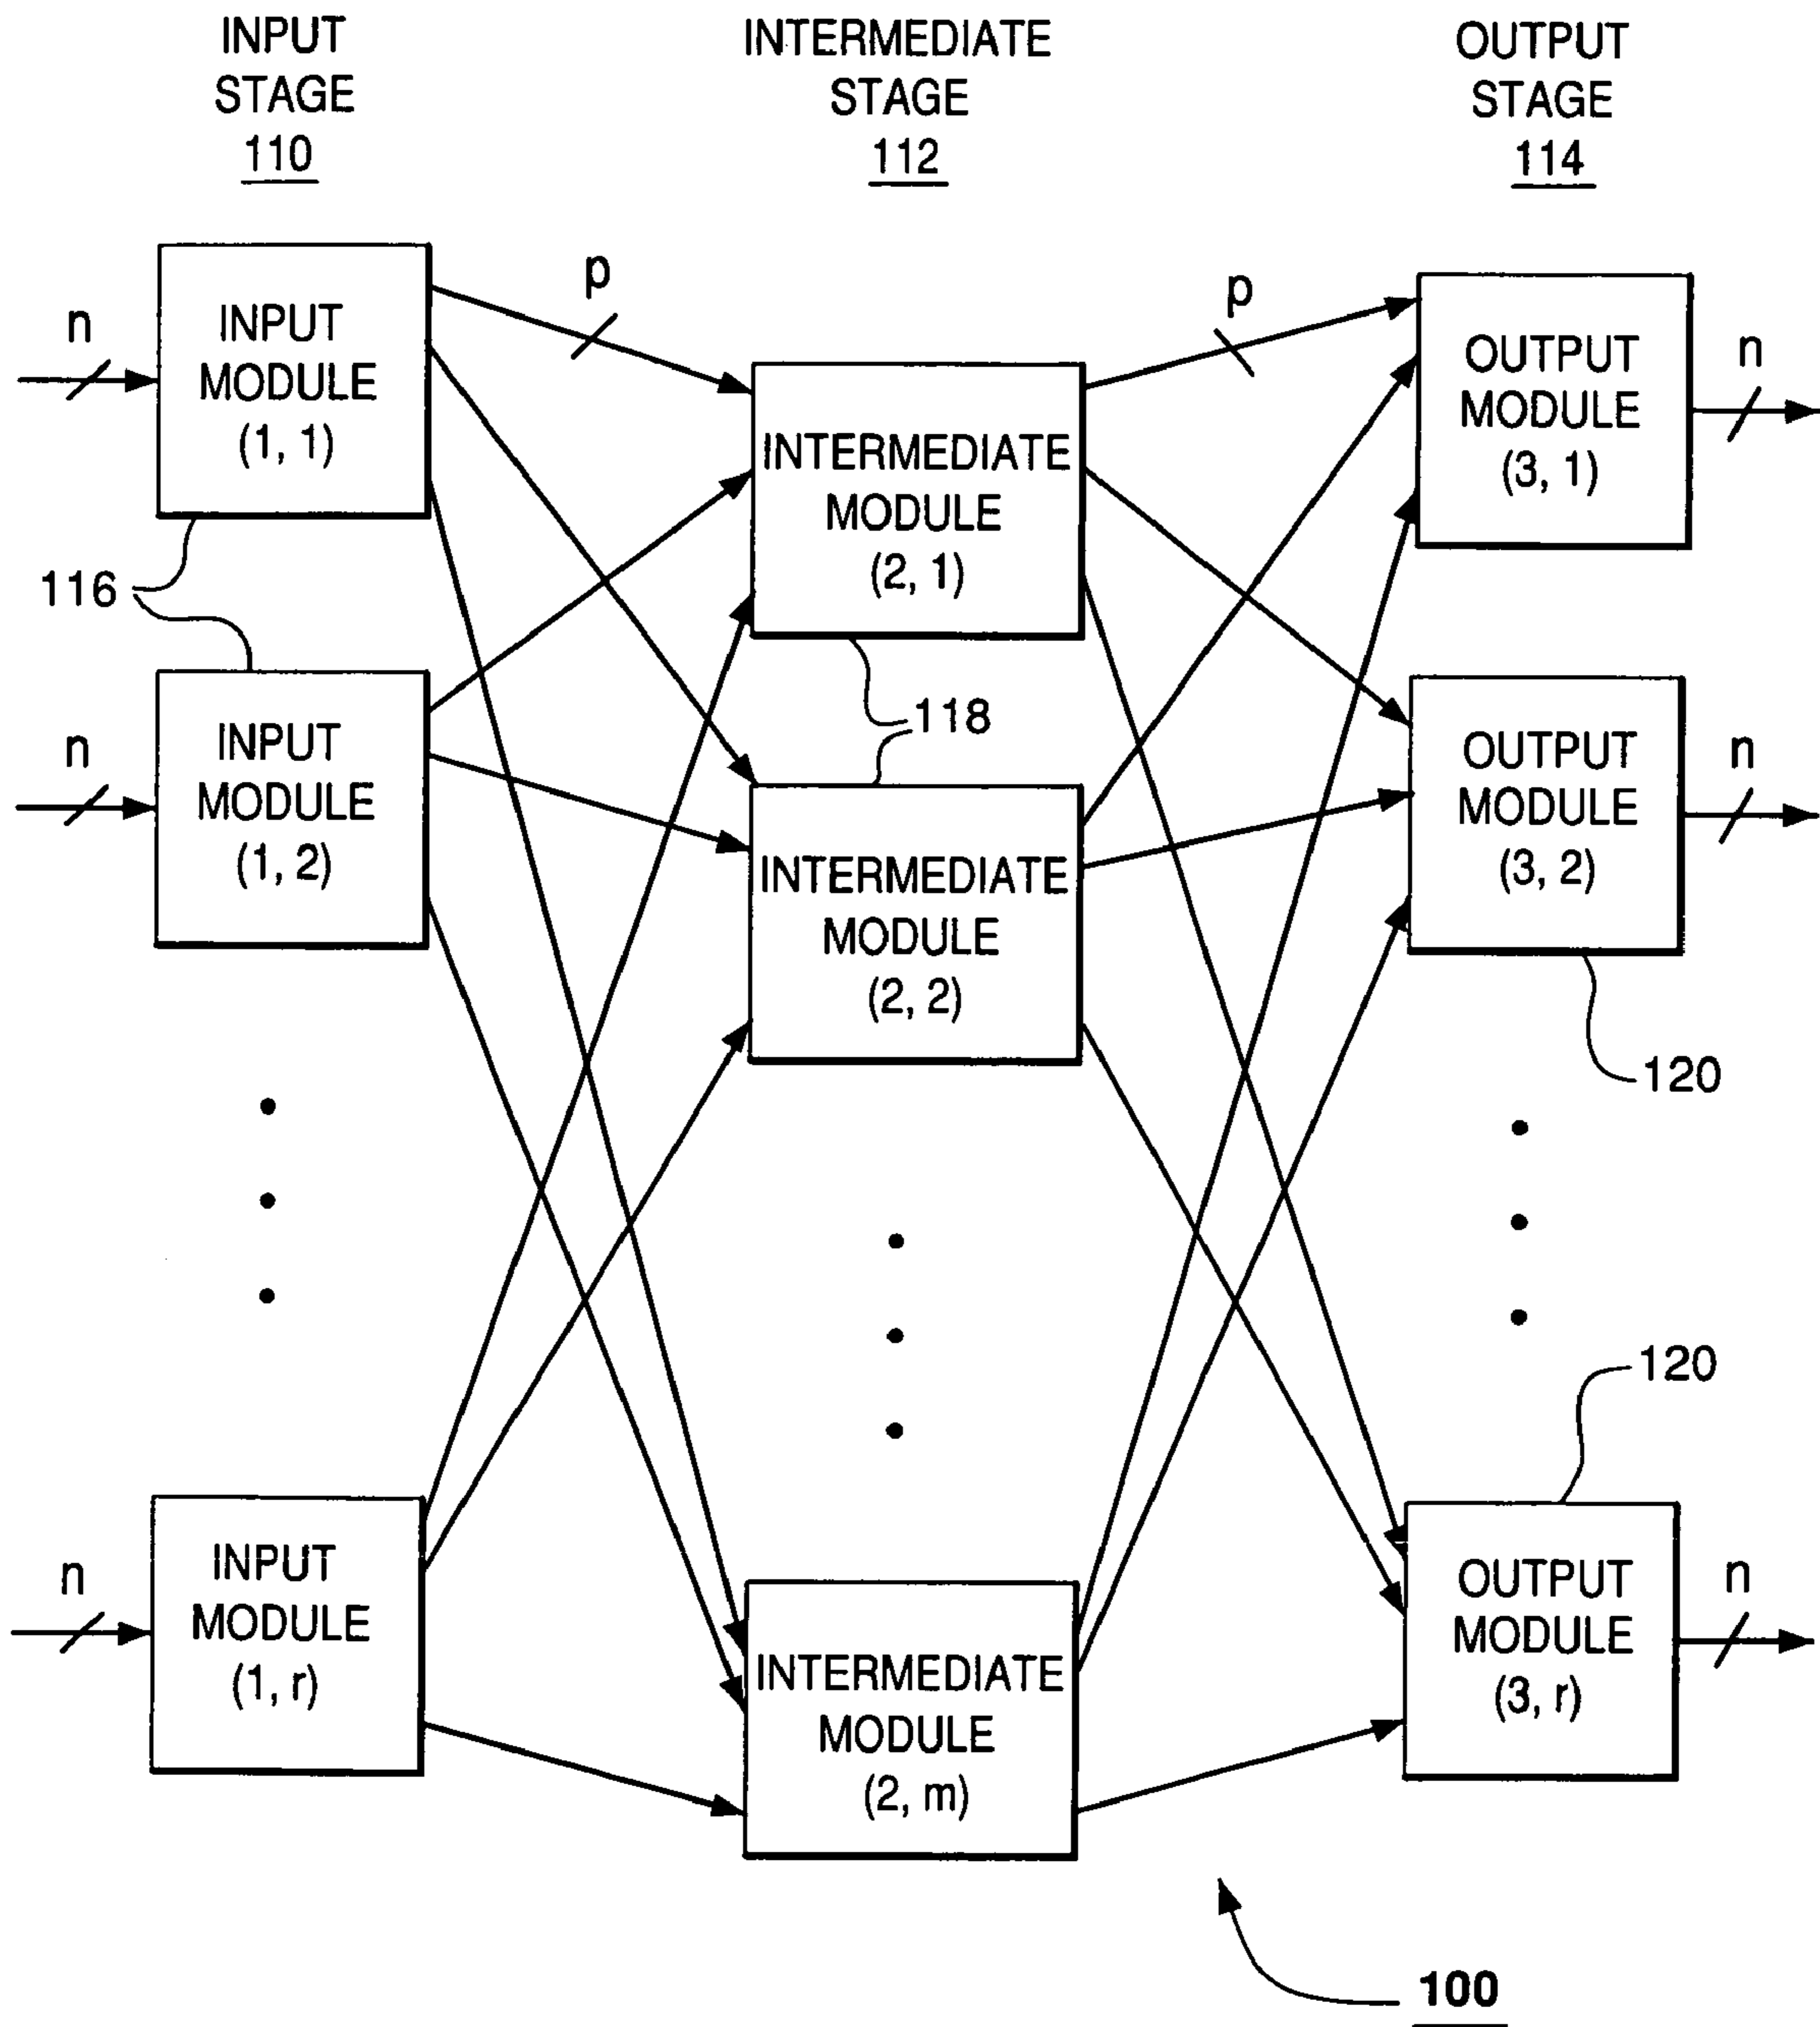 INPUT
STAGE
110
INTERMEDIATE
STAGE
112
OUTPUT
STAGE
114
n
INPUT
MODULE
(1, 1)
p
INTERMEDIATE
MODULE
(2, 1)
p
OUTPUT
MODULE
(3, 1)
n
116
118
n
INPUT
MODULE
(1, 2)
INTERMEDIATE
MODULE
(2, 2)
OUTPUT
MODULE
(3, 2)
n
120
120
n
INPUT
MODULE
(1, r)
INTERMEDIATE
MODULE
(2, m)
OUTPUT
MODULE
(3, r)
n
100